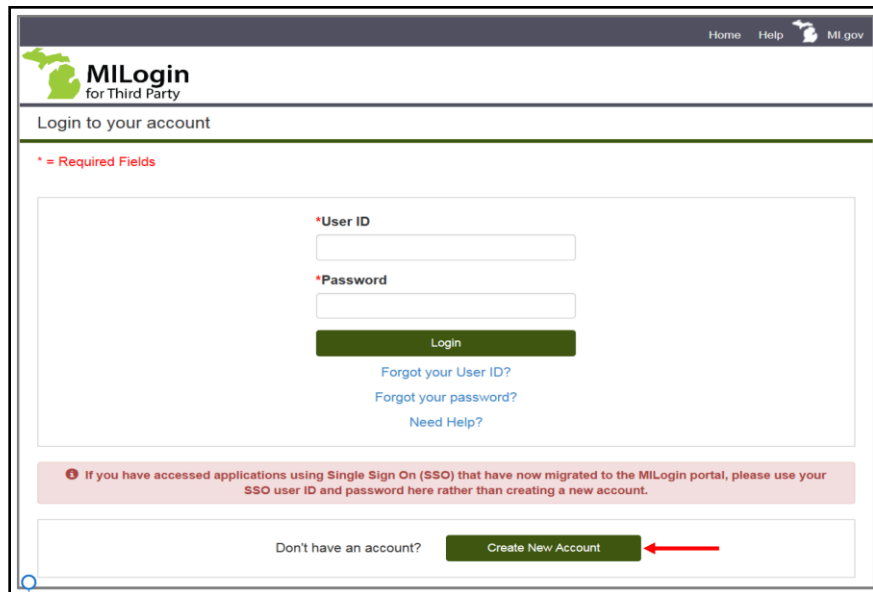 Home Help MI.gov
MILogin
for Third Party
Login to your account
* = Required Fields
*User ID
*Password
Login
Forgot your User ID?
Forgot your password?
Need Help?
If you have accessed applications using Single Sign On (SSO) that have now migrated to the MILogin portal, please use your
SSO user ID and password here rather than creating a new account.
Don't have an account? Create New Account